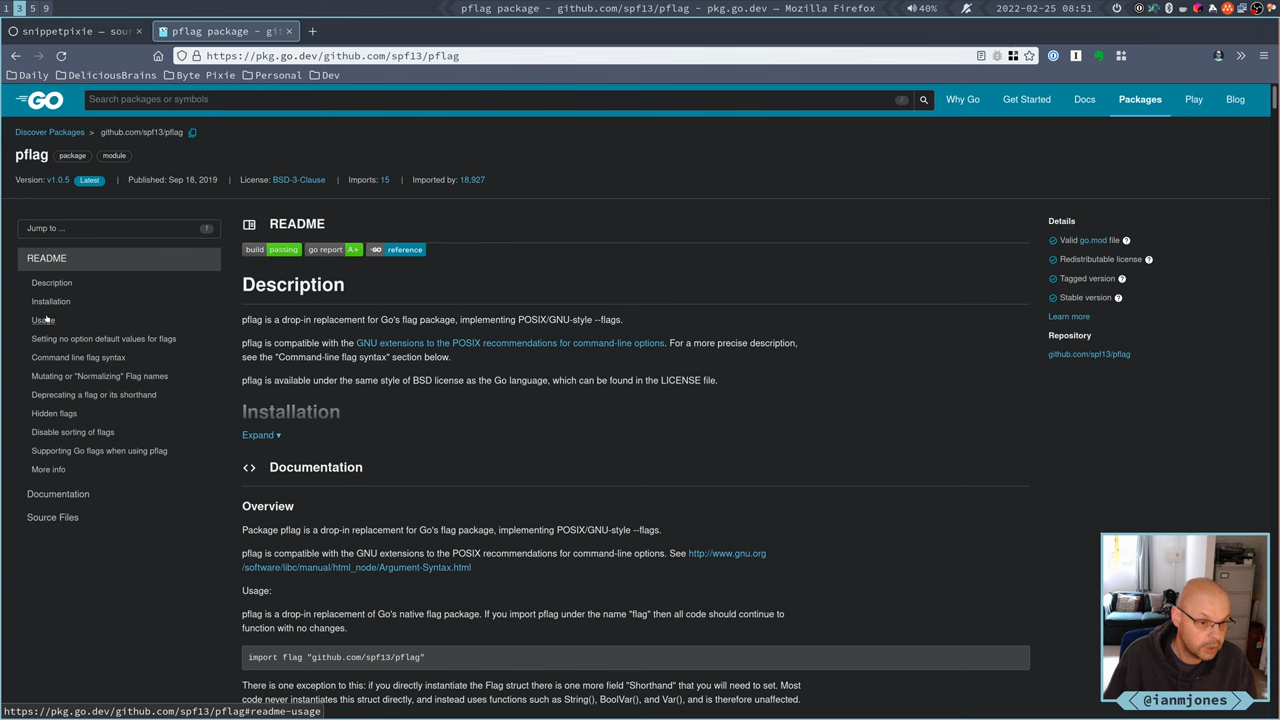 1 3 5 9
pflag package - github.com/spf13/pflag - pkg.go.dev — Mozilla Firefox
40%
2022-02-25 08:51
snippetpixie — sour
pflag package - git
https://pkg.go.dev/github.com/spf13/pflag
Daily
DeliciousBrains
Byte Pixie
Personal
Dev
GO
Search packages or symbols
/
Why Go
Get Started
Docs
Packages
Play
Blog
Discover Packages > github.com/spf13/pflag
pflag package module
Version: v1.0.5 Latest | Published: Sep 18, 2019 | License: BSD-3-Clause | Imports: 15 | Imported by: 18,927
Jump to ...
f
README
Description
Installation
Usage
Setting no option default values for flags
Command line flag syntax
Mutating or "Normalizing" Flag names
Deprecating a flag or its shorthand
Hidden flags
Disable sorting of flags
Supporting Go flags when using pflag
More info
Documentation
Source Files
README
build passing go report A+ GO reference
Description
pflag is a drop-in replacement for Go's flag package, implementing POSIX/GNU-style --flags.
pflag is compatible with the GNU extensions to the POSIX recommendations for command-line options. For a more precise description,
see the "Command-line flag syntax" section below.
pflag is available under the same style of BSD license as the Go language, which can be found in the LICENSE file.
Installation
Expand ▾
Documentation
Overview
Package pflag is a drop-in replacement for Go's flag package, implementing POSIX/GNU-style --flags.
pflag is compatible with the GNU extensions to the POSIX recommendations for command-line options. See http://www.gnu.org
/software/libc/manual/html_node/Argument-Syntax.html
Usage:
pflag is a drop-in replacement of Go's native flag package. If you import pflag under the name "flag" then all code should continue to
function with no changes.
import flag "github.com/spf13/pflag"
There is one exception to this: if you directly instantiate the Flag struct there is one more field "Shorthand" that you will need to set. Most
code never instantiates this struct directly, and instead uses functions such as String(), BoolVar(), and Var(), and is therefore unaffected.
Details
Valid go.mod file
Redistributable license
Tagged version
Stable version
Learn more
Repository
github.com/spf13/pflag
https://pkg.go.dev/github.com/spf13/pflag#readme-usage
@ianmjones